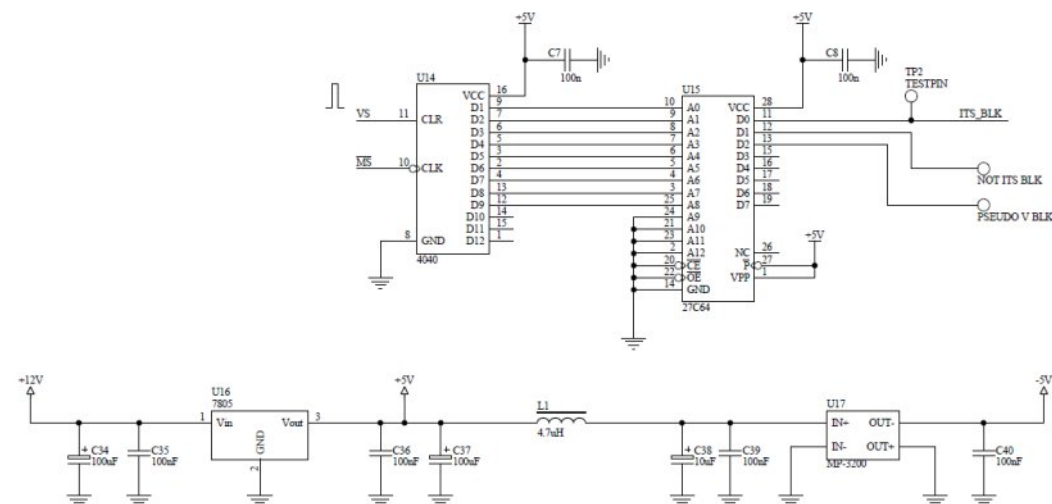 +5V
C7
100n
U14
VS 11 CLR
MS 10 CLK
8 GND
VCC 16
D1 9
D2 7
D3 6
D4 5
D5 3
D6 2
D7 4
D8 13
D9 12
D10 14
D11 15
D12 1
4040
+5V
C8
100n
U15
10 A0
9 A1
8 A2
7 A3
6 A4
5 A5
4 A6
3 A7
25 A8
24 A9
21 A10
23 A11
2 A12
20 CE
22 OE
14 GND
VCC 28
D0 11
D1 12
D2 13
D3 15
D4 16
D5 17
D6 18
D7 19
NC 26
P 27
VPP 1
27C64
+5V
TP2
TESTPIN
ITS_BLK
NOT ITS BLK
PSEUDO V BLK
+12V
C34
100uF
C35
100nF
U16
7805
1 Vin
Vout 3
GND
2
+5V
C36
100nF
C37
100uF
L1
4.7uH
C38
10uF
C39
100nF
U17
IN+ OUT-
IN- OUT+
MP-3200
-5V
C40
100nF